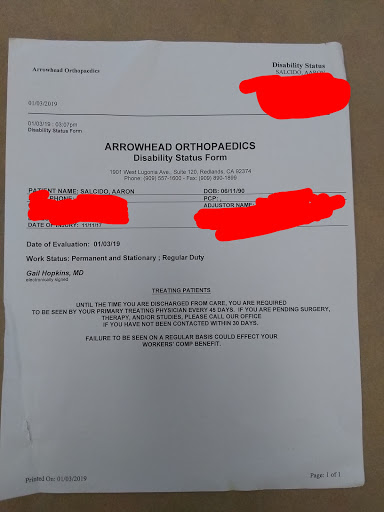 Arrowhead Orthopaedics
Disability Status
SALCIDO, AARON
01/03/2019
01/03/19 : 03:07pm
Disability Status Form
ARROWHEAD ORTHOPAEDICS
Disability Status Form
1901 West Lugonia Ave., Suite 120, Redlands, CA 92374
Phone: (909) 557-1600 - Fax: (909) 890-1899
PATIENT NAME: SALCIDO, AARON
DOB: 06/11/90
PHONE:
PCP: ,
ADJUSTOR NAME:
DATE OF INJURY: 11/11/17
Date of Evaluation: 01/03/19
Work Status: Permanent and Stationary ; Regular Duty
Gail Hopkins, MD
electronically signed
TREATING PATIENTS
UNTIL THE TIME YOU ARE DISCHARGED FROM CARE, YOU ARE REQUIRED
TO BE SEEN BY YOUR PRIMARY TREATING PHYSICIAN EVERY 45 DAYS. IF YOU ARE PENDING SURGERY,
THERAPY, AND/OR STUDIES, PLEASE CALL OUR OFFICE
IF YOU HAVE NOT BEEN CONTACTED WITHIN 30 DAYS.
FAILURE TO BE SEEN ON A REGULAR BASIS COULD EFFECT YOUR
WORKERS' COMP BENEFIT.
Printed On: 01/03/2019
Page: 1 of 1